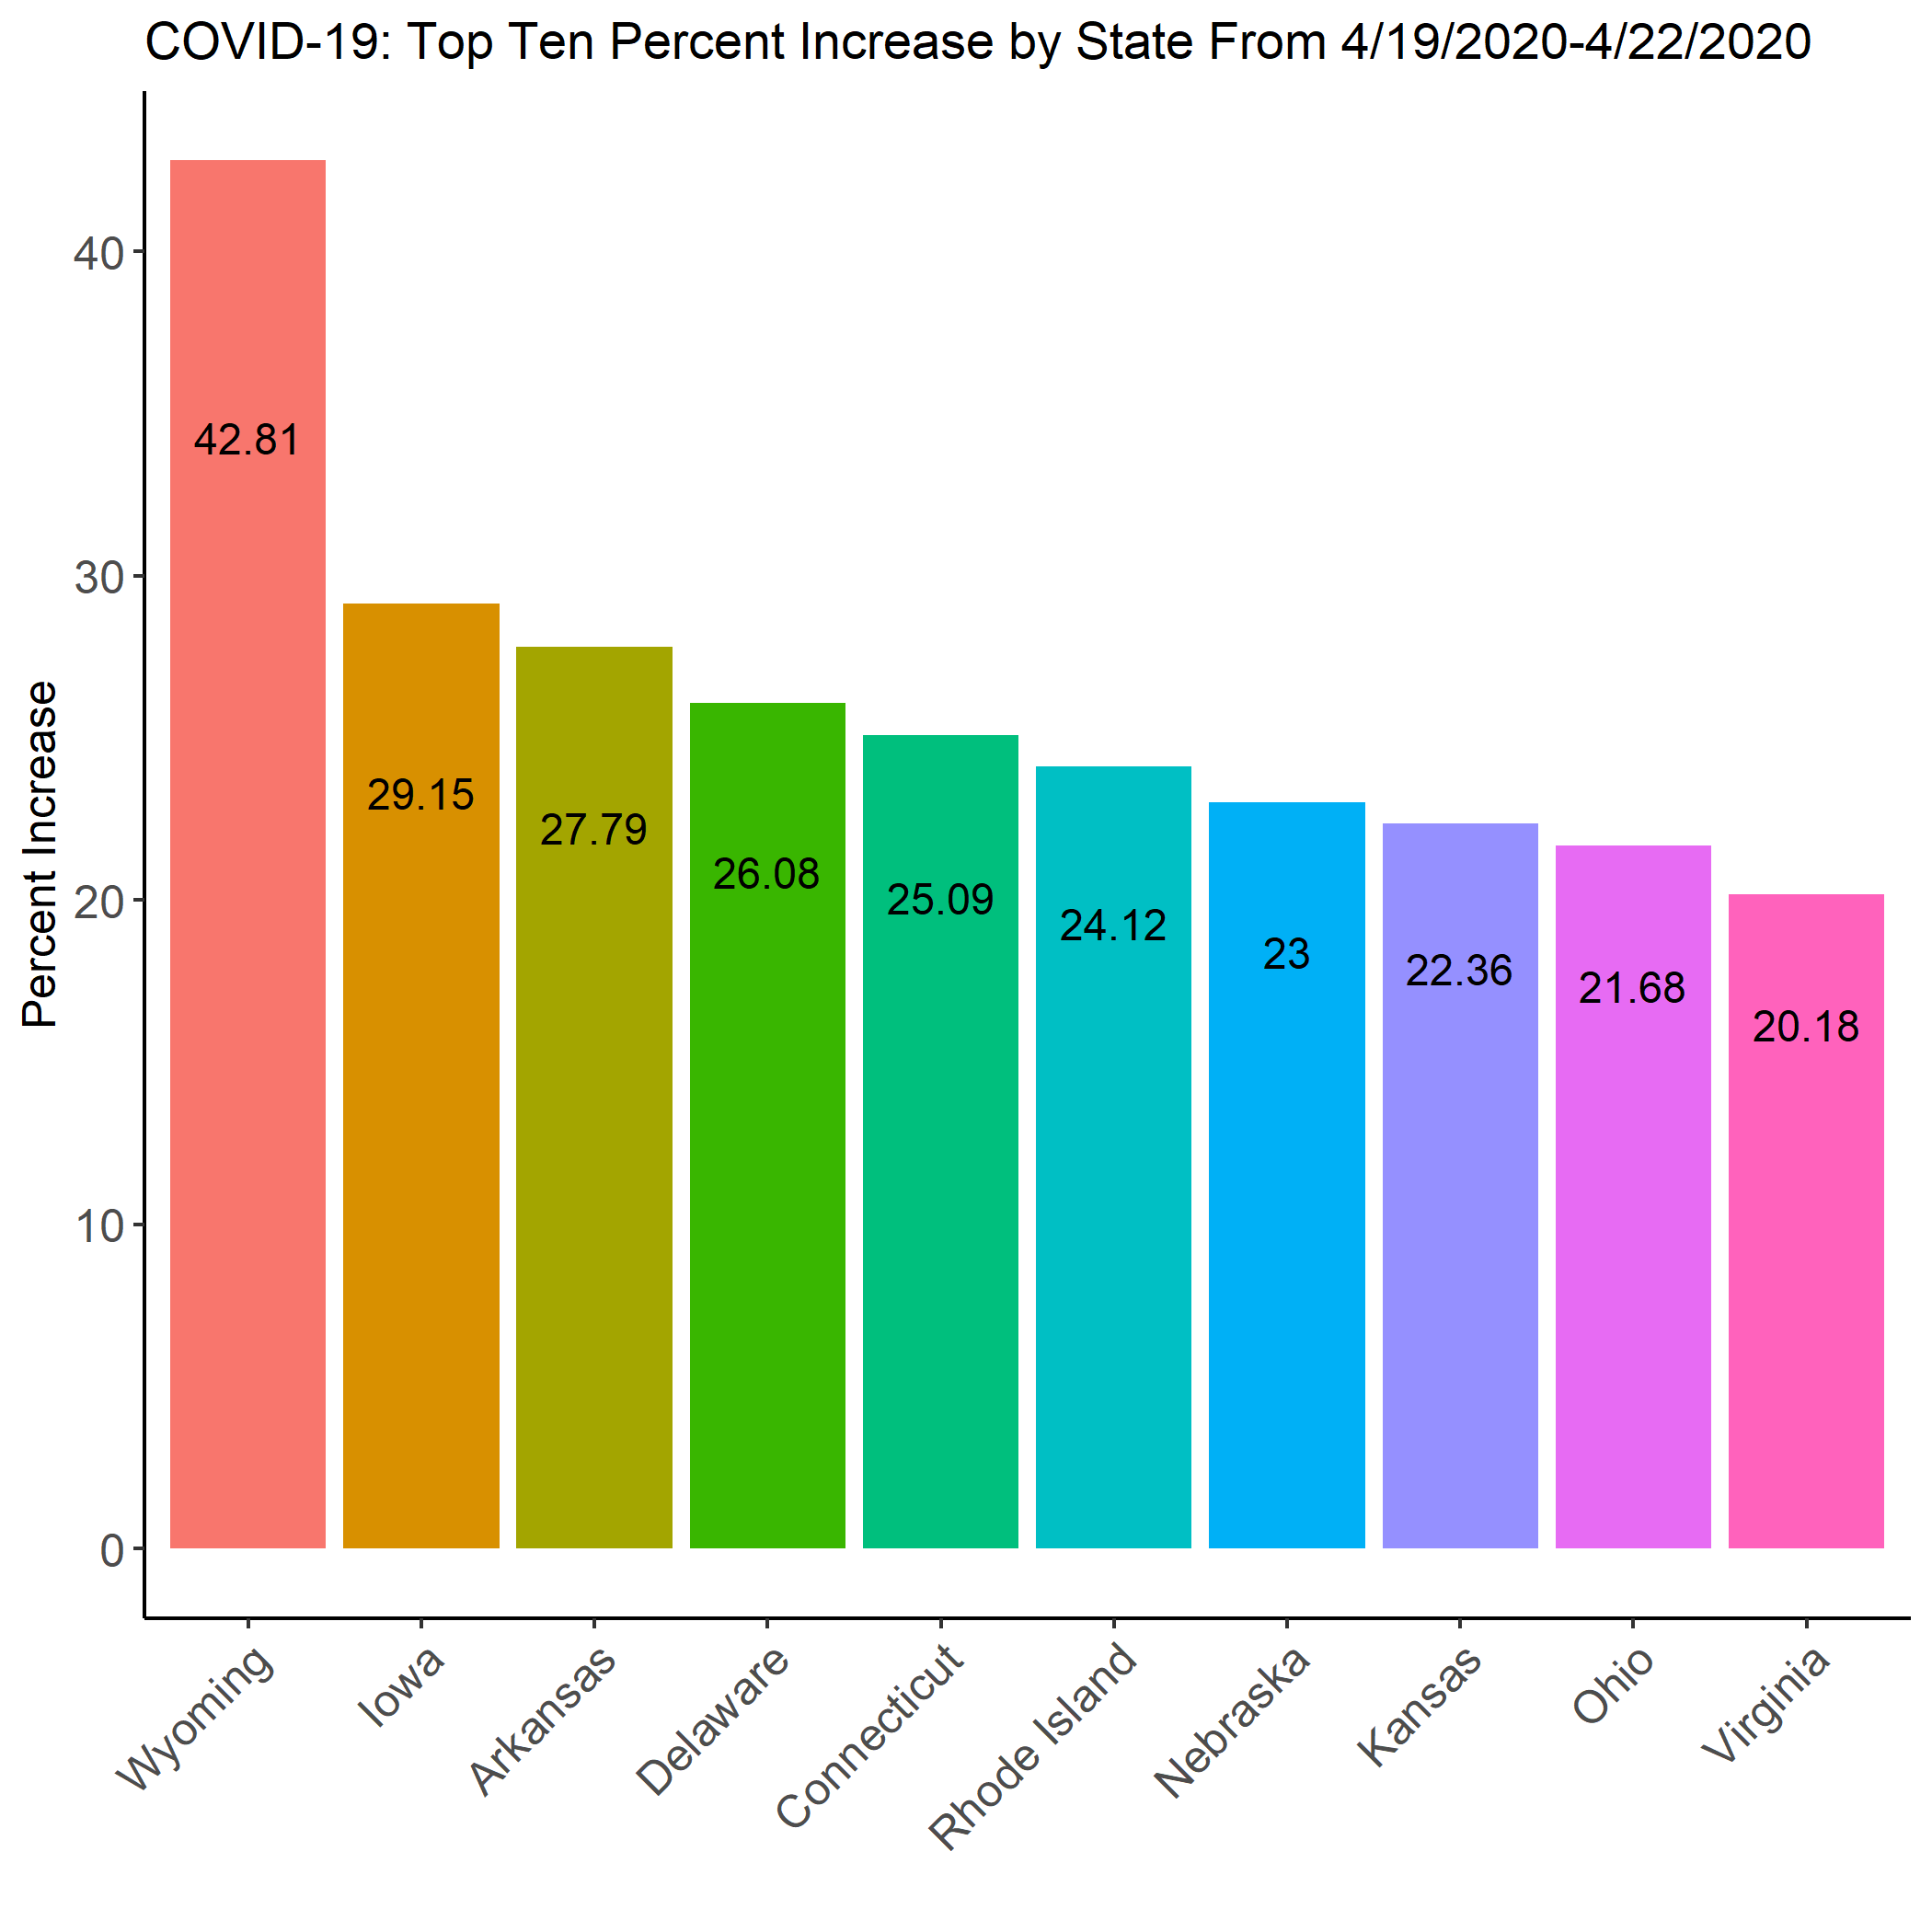 COVID-19: Top Ten Percent Increase by State From 4/19/2020-4/22/2020
Percent Increase
40
30
20
10
0
42.81
29.15
27.79
26.08
25.09
24.12
23
22.36
21.68
20.18
Wyoming
Iowa
Arkansas
Delaware
Connecticut
Rhode Island
Nebraska
Kansas
Ohio
Virginia